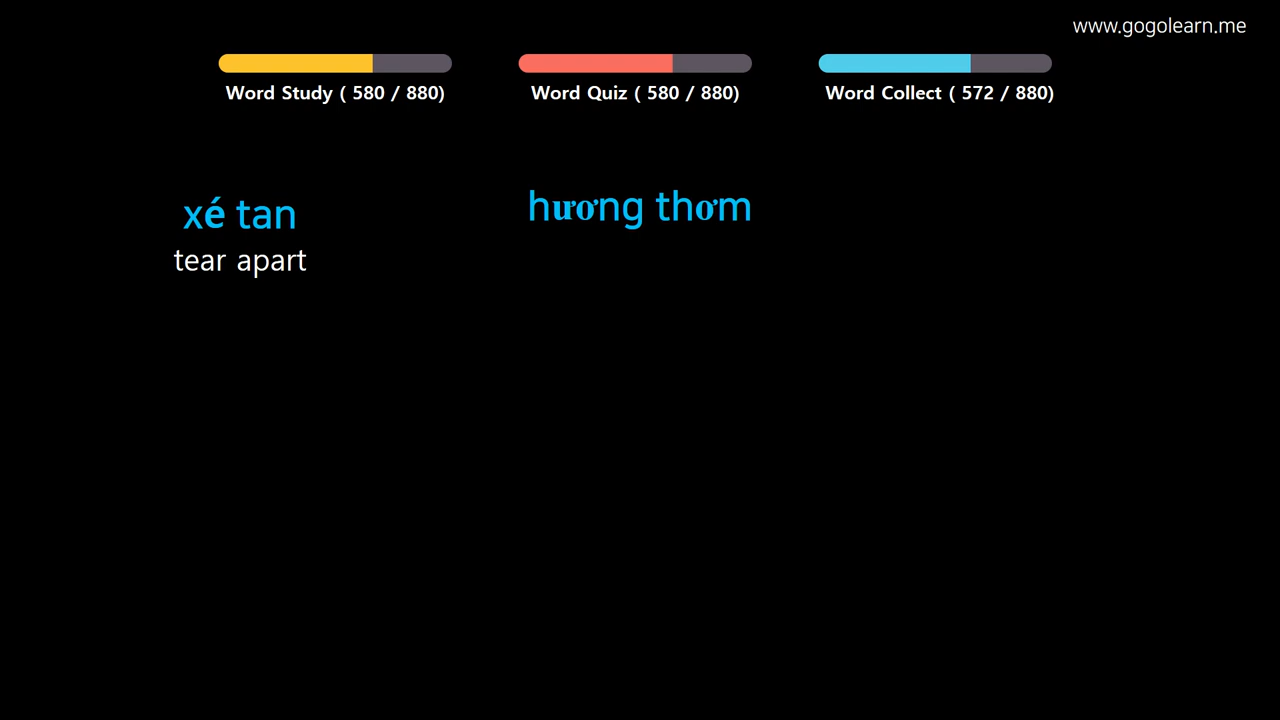 www.gogolearn.me
Word Study ( 580 / 880)
Word Quiz ( 580 / 880)
Word Collect ( 572 / 880)
xé tan
tear apart
hương thơm